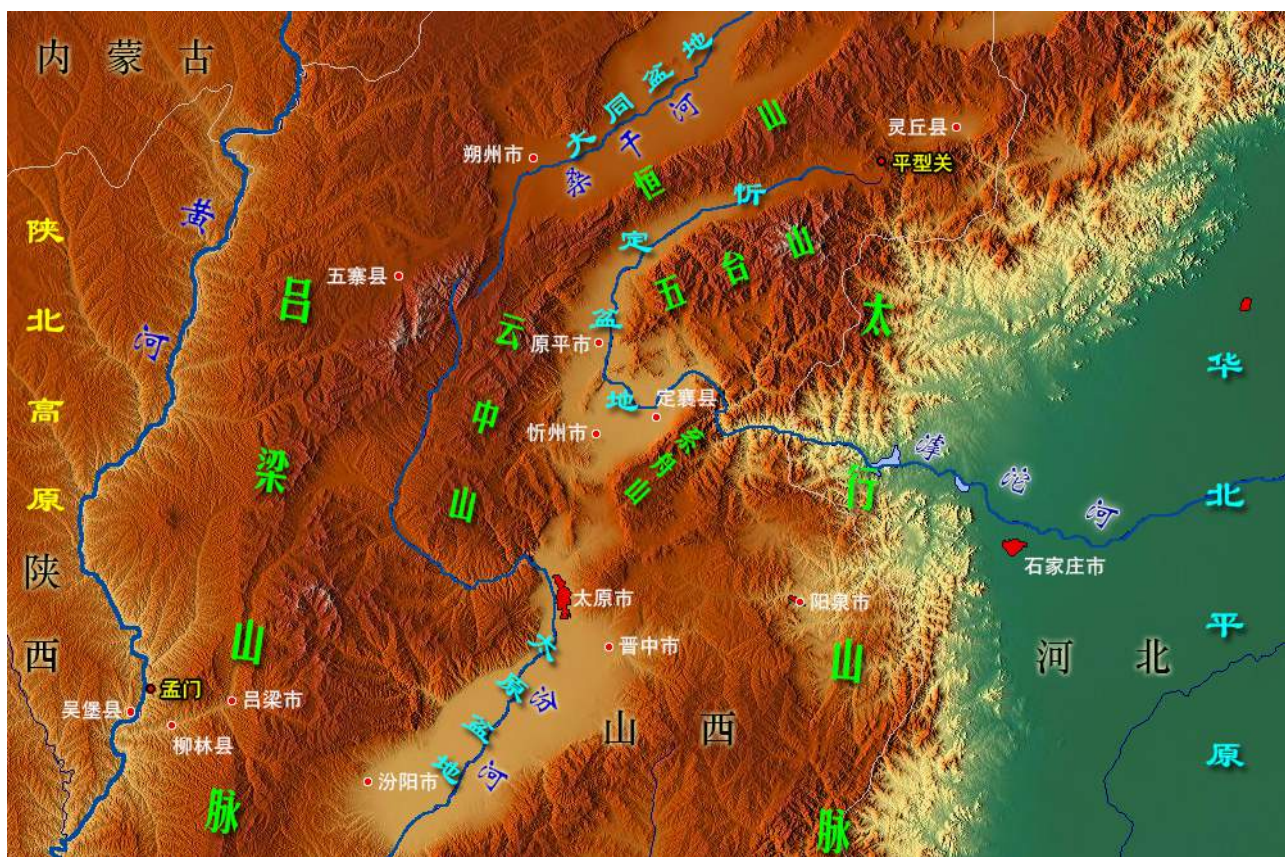 内蒙古
大同盆地
桑干河
恒山
灵丘县
平型关
朔州市
黄河
陕北高原
五寨县
吕梁山脉
云中山
忻定盆地
五台山
太行山脉
原平市
定襄县
忻州市
系舟山
滹沱河
华北平原
石家庄市
陕西
太原市
阳泉市
晋中市
河北
太原盆地
汾河
山西
孟门
吕梁市
吴堡县
柳林县
汾阳市